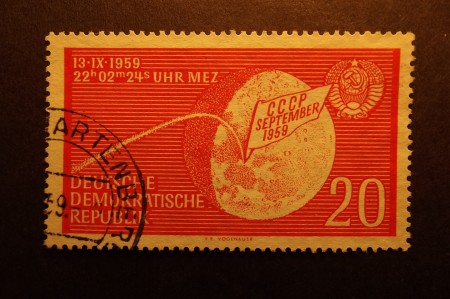 13·IX·1959
22h 02m 24s UHR MEZ
CCCP
SEPTEMBER
1959
DEUTSCHE
DEMOKRATISCHE
REPUBLIK
20